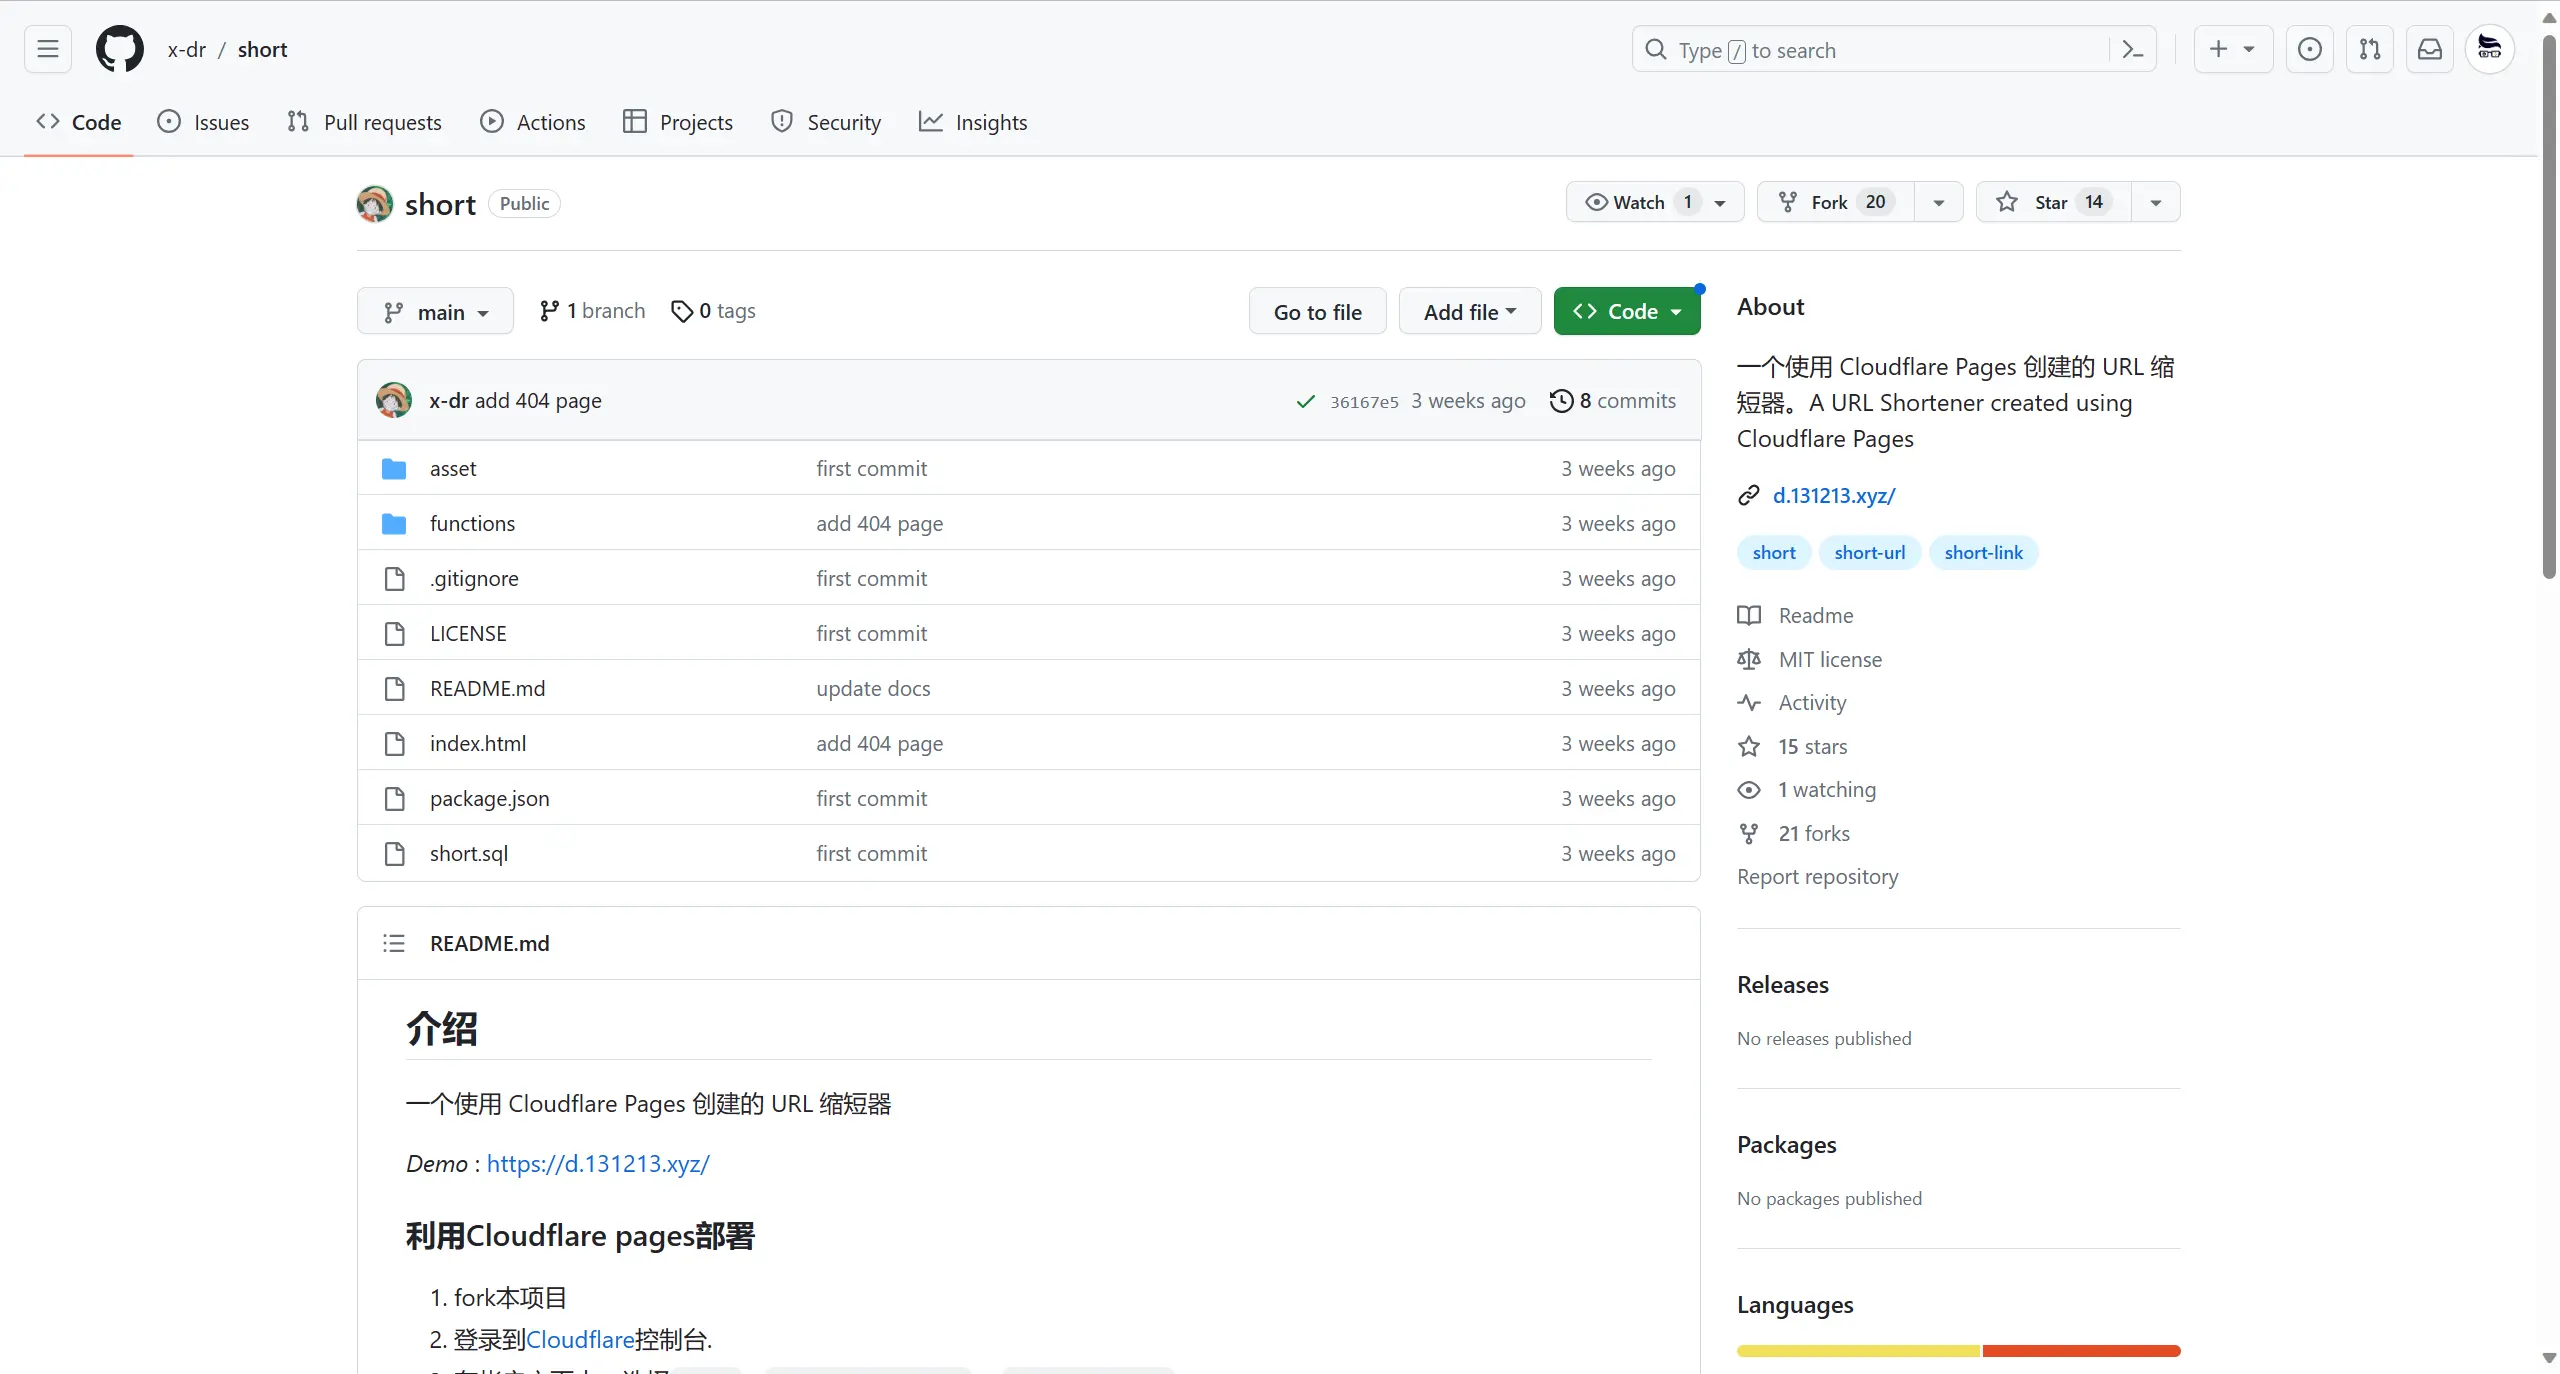 x-dr / short
Type / to search
Code
Issues
Pull requests
Actions
Projects
Security
Insights
short Public
Watch 1
Fork 20
Star 14
main
1 branch
0 tags
Go to file
Add file
Code
x-dr add 404 page
36167e5 3 weeks ago
8 commits
asset first commit 3 weeks ago
functions add 404 page 3 weeks ago
.gitignore first commit 3 weeks ago
LICENSE first commit 3 weeks ago
README.md update docs 3 weeks ago
index.html add 404 page 3 weeks ago
package.json first commit 3 weeks ago
short.sql first commit 3 weeks ago
README.md
介绍
一个使用 Cloudflare Pages 创建的 URL 缩短器
Demo : https://d.131213.xyz/
利用Cloudflare pages部署
1. fork本项目
2. 登录到Cloudflare控制台.
About
一个使用 Cloudflare Pages 创建的 URL 缩
短器。A URL Shortener created using
Cloudflare Pages
d.131213.xyz/
short short-url short-link
Readme
MIT license
Activity
15 stars
1 watching
21 forks
Report repository
Releases
No releases published
Packages
No packages published
Languages